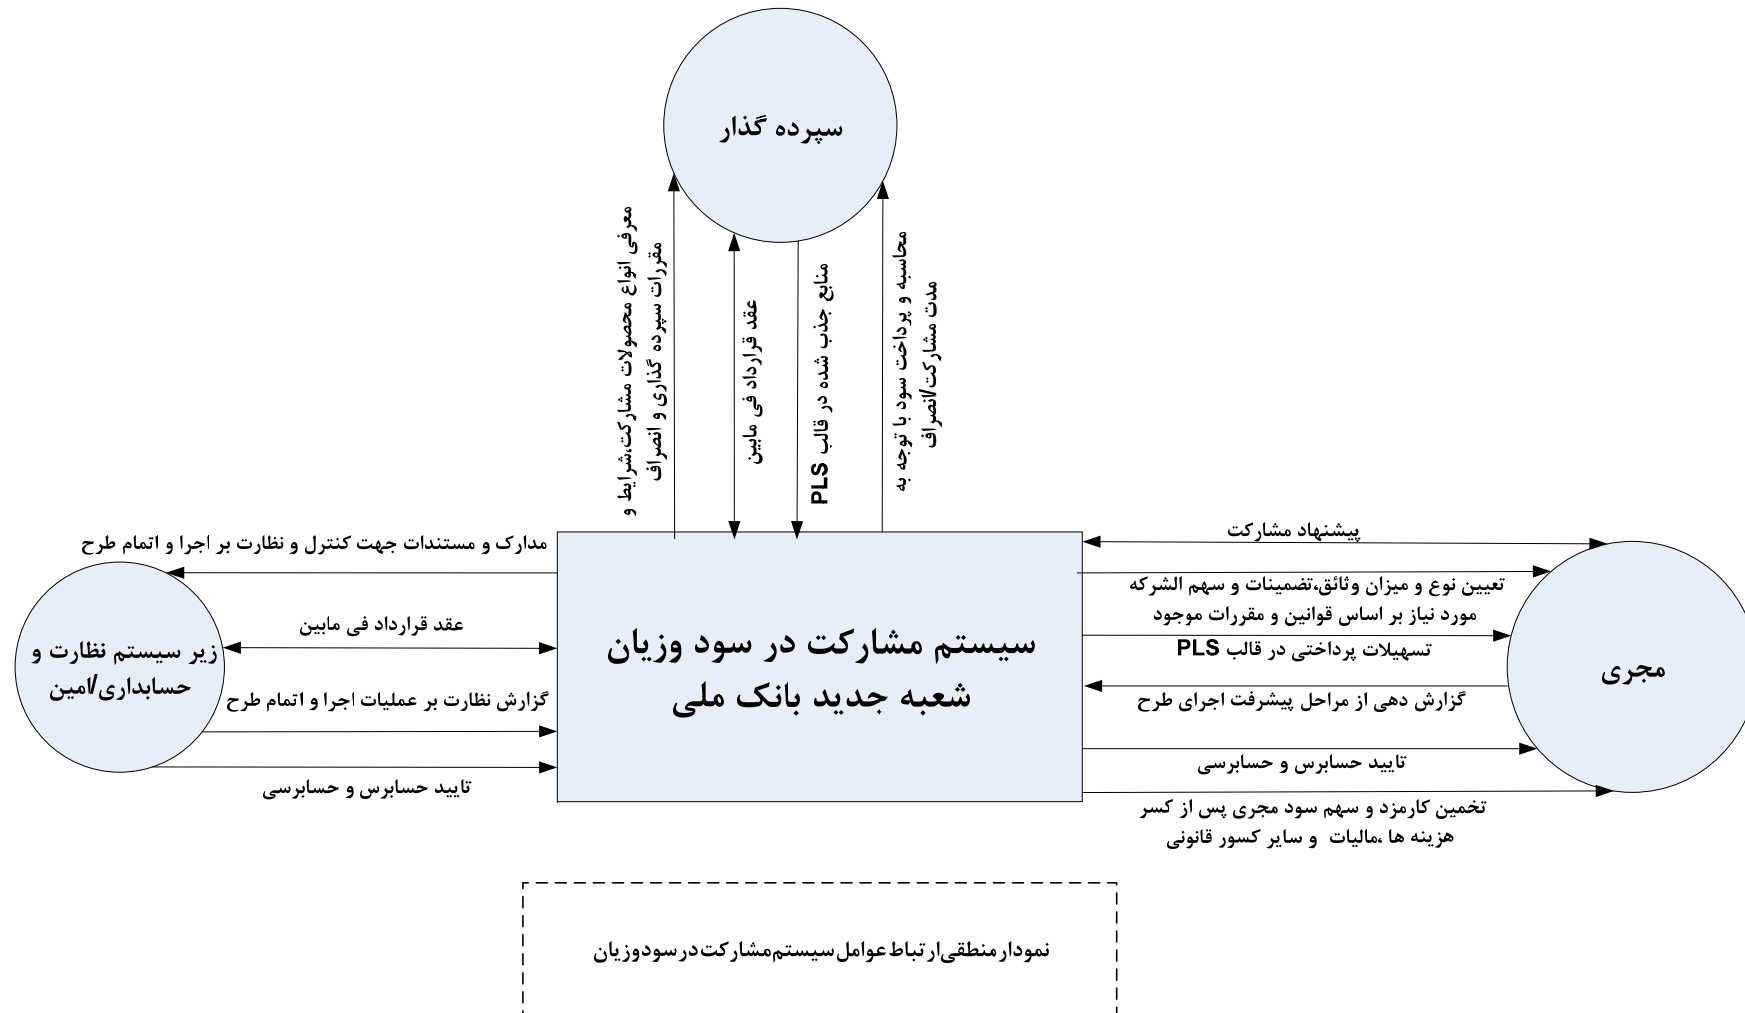 سپرده گذار
معرفی انواع محصولات مشارکت،شرایط و
مقررات سپرده گذاری و انصراف
عقد قرارداد فی مابین
منابع جذب شده در قالب PLS
محاسبه و پرداخت سود با توجه به
مدت مشارکت/انصراف
پیشنهاد مشارکت
تعیین نوع و میزان وثائق،تضمینات و سهم الشرکه
مورد نیاز بر اساس قوانین و مقررات موجود
تسهیلات پرداختی در قالب PLS
گزارش دهی از مراحل پیشرفت اجرای طرح
تایید حسابرس و حسابرسی
تخمین کارمزد و سهم سود مجری پس از کسر
هزینه ها ،مالیات و سایر کسور قانونی
مجری
سیستم مشارکت در سود وزیان
شعبه جدید بانک ملی
مدارک و مستندات جهت کنترل و نظارت بر اجرا و اتمام طرح
عقد قرارداد فی مابین
گزارش نظارت بر عملیات اجرا و اتمام طرح
تایید حسابرس و حسابرسی
زیر سیستم نظارت و
حسابداری/امین
نمودار منطقی ارتباط عوامل سیستم مشارکت در سود وزیان